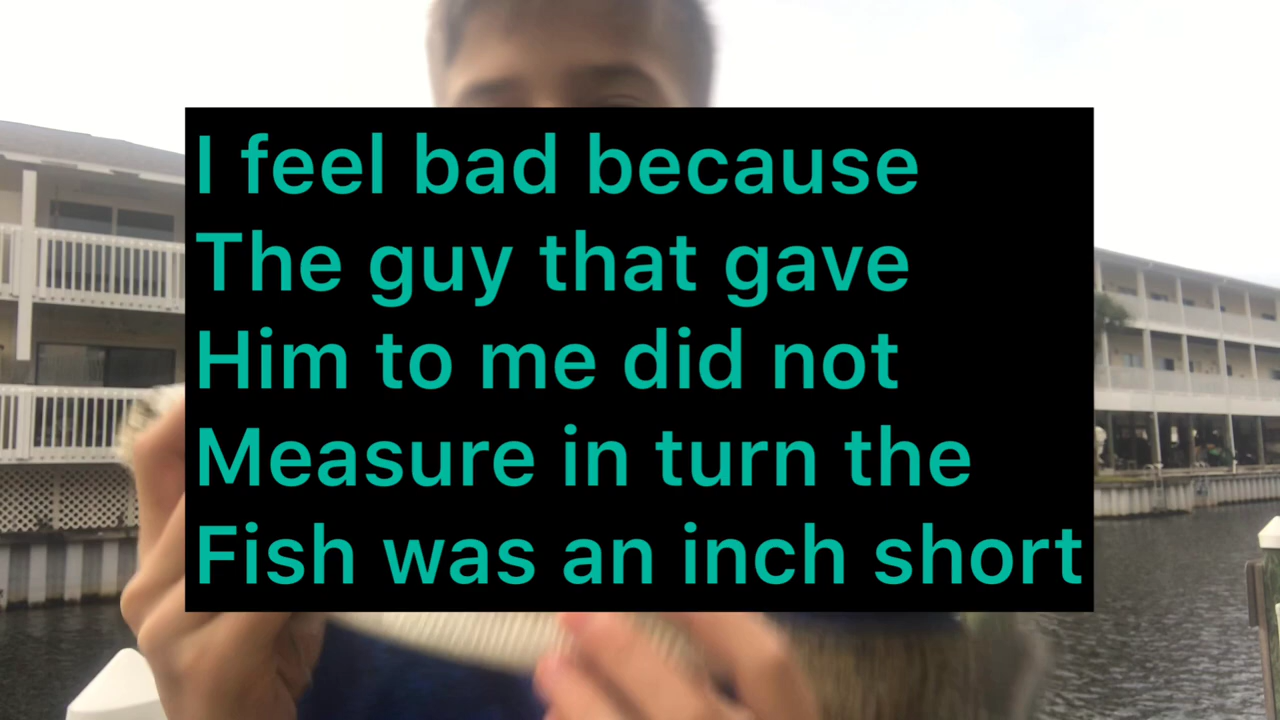 I feel bad because
The guy that gave
Him to me did not
Measure in turn the
Fish was an inch short